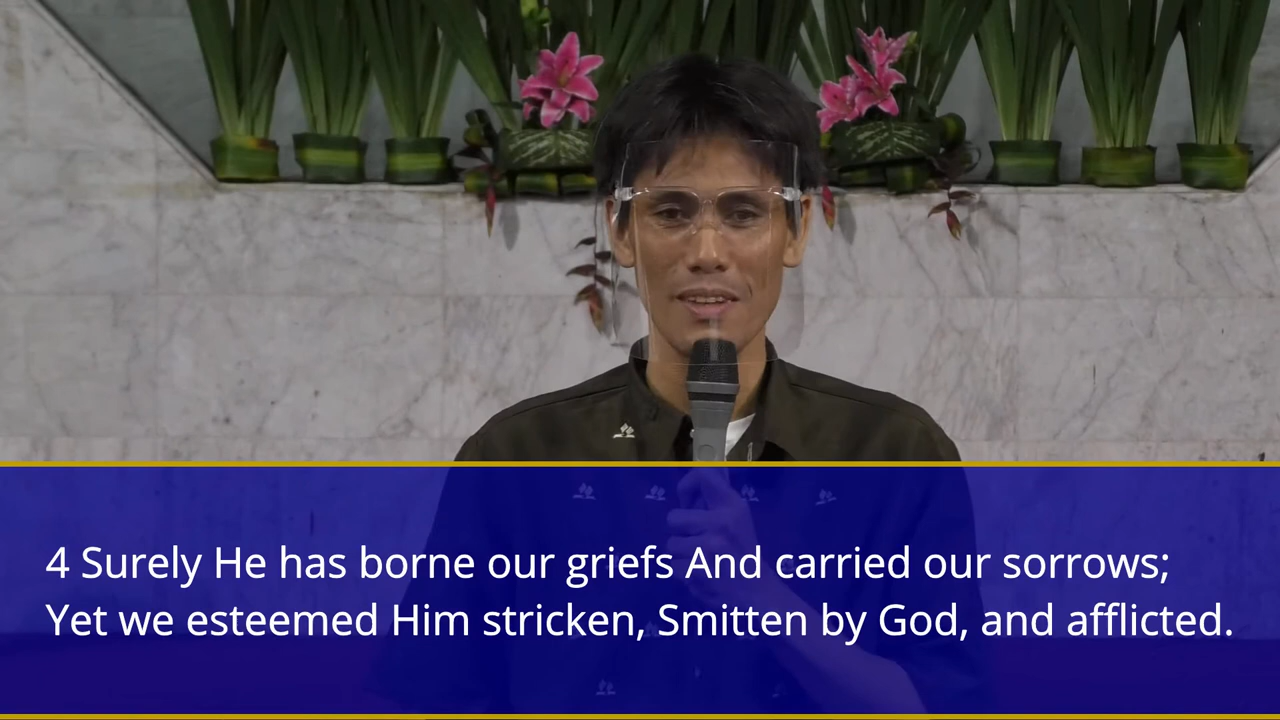 4 Surely He has borne our griefs And carried our sorrows;
Yet we esteemed Him stricken, Smitten by God, and afflicted.